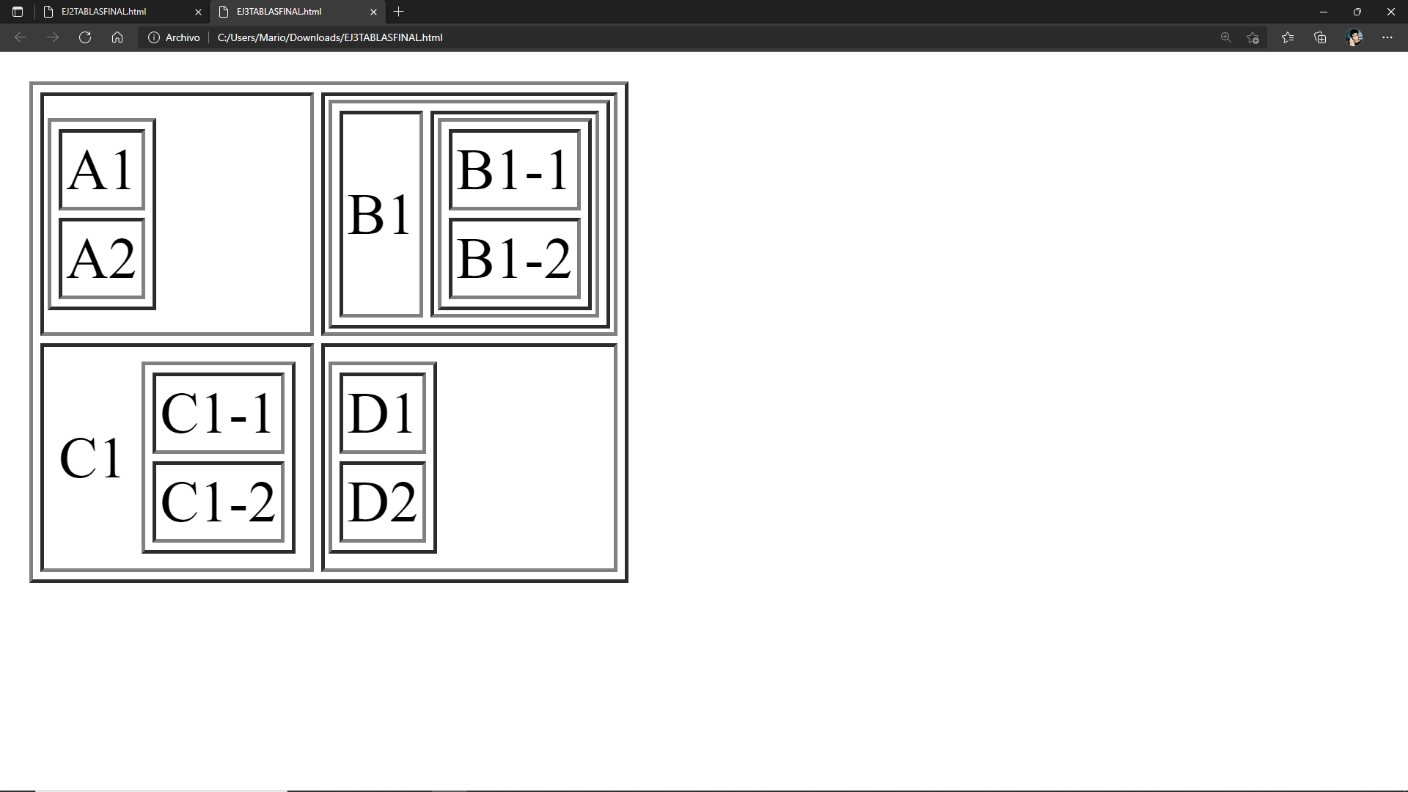 EJ2TABLASFINAL.html
EJ3TABLASFINAL.html
Archivo C:/Users/Mario/Downloads/EJ3TABLASFINAL.html
A1
A2
B1
B1-1
B1-2
C1
C1-1
C1-2
D1
D2